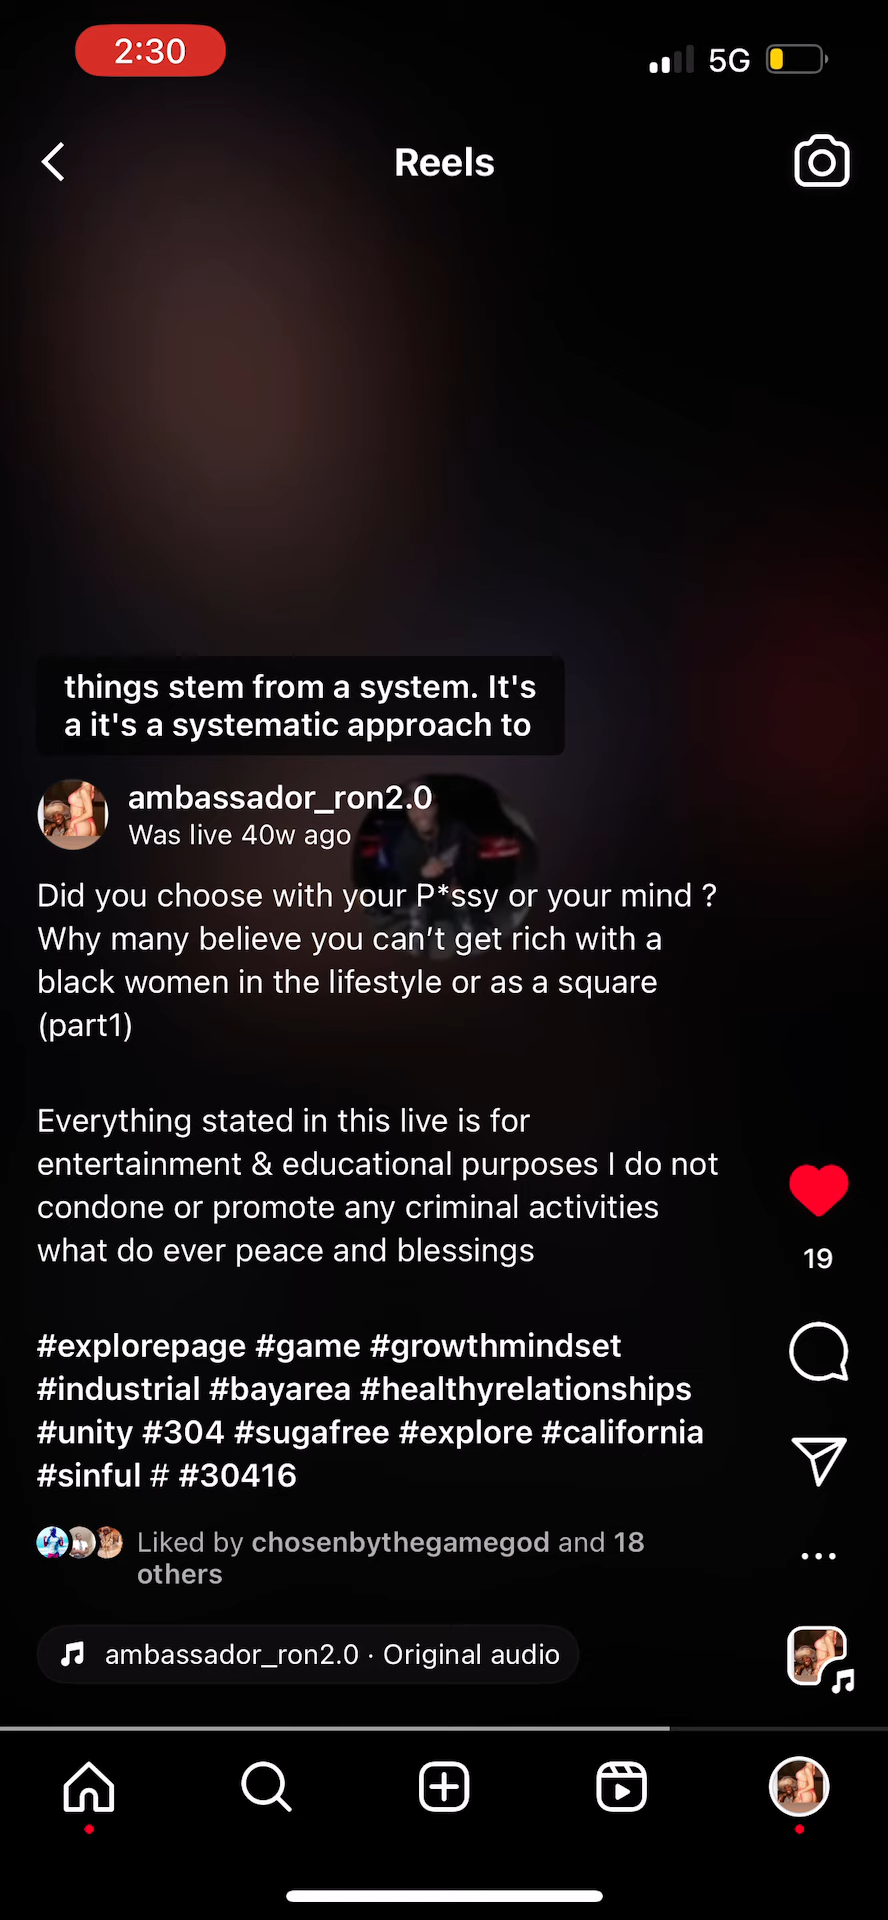 2:30
5G
Reels
things stem from a system. It's
a it's a systematic approach to
ambassador_ron2.0
Was live 40w ago
Did you choose with your P*ssy or your mind ?
Why many believe you can’t get rich with a
black women in the lifestyle or as a square
(part1)
Everything stated in this live is for
entertainment & educational purposes I do not
condone or promote any criminal activities
what do ever peace and blessings
19
#explorepage #game #growthmindset
#industrial #bayarea #healthyrelationships
#unity #304 #sugafree #explore #california
#sinful # #30416
Liked by chosenbythegamegod and 18
others
ambassador_ron2.0 · Original audio